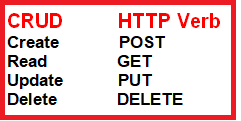 CRUD HTTP Verb
Create POST
Read GET
Update PUT
Delete DELETE